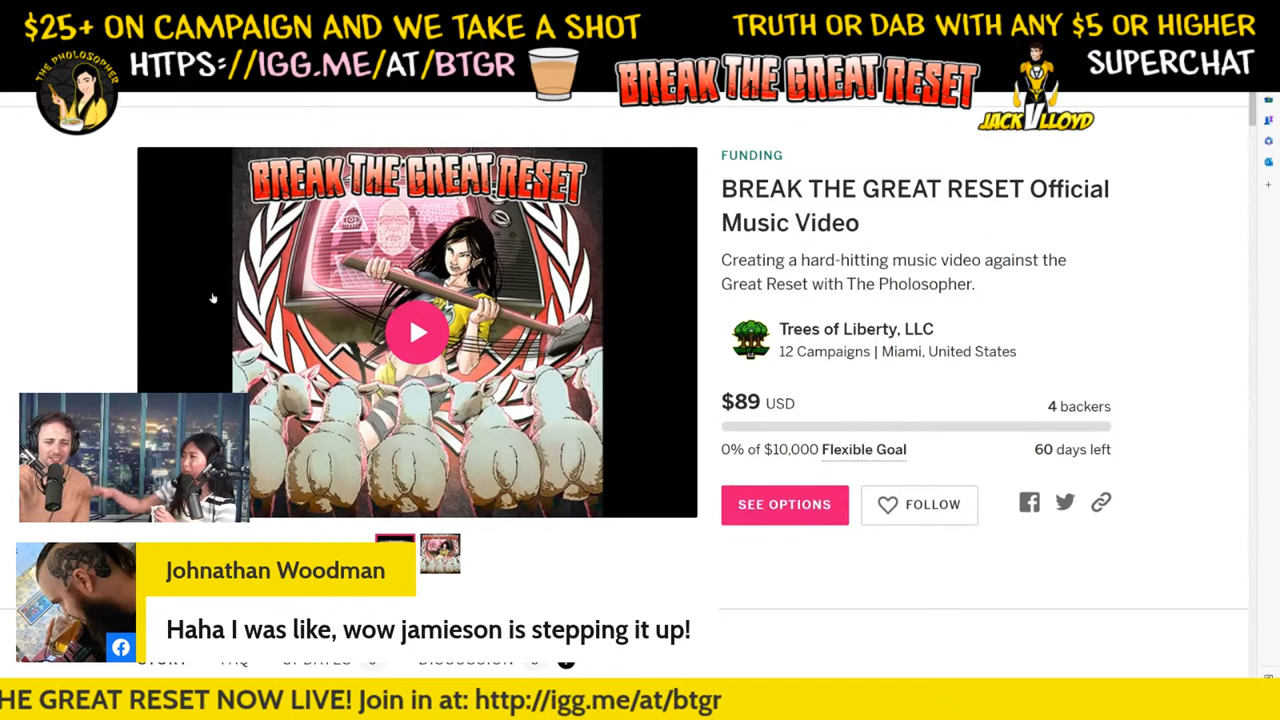 $25+ ON CAMPAIGN AND WE TAKE A SHOT
HTTPS://IGG.ME/AT/BTGR
THE PHOLOSOPHER
TRUTH OR DAB WITH ANY $5 OR HIGHER
SUPERCHAT
BREAK THE GREAT RESET
JACK V LLOYD
BREAK THE GREAT RESET
WORLD
ECONOMIC
FORUM
FUNDING
BREAK THE GREAT RESET Official
Music Video
Creating a hard-hitting music video against the
Great Reset with The Pholosopher.
Trees of Liberty, LLC
12 Campaigns | Miami, United States
$89 USD
4 backers
0% of $10,000 Flexible Goal
60 days left
SEE OPTIONS
FOLLOW
Johnathan Woodman
Haha I was like, wow jamieson is stepping it up!
HE GREAT RESET NOW LIVE! Join in at: http://igg.me/at/btgr